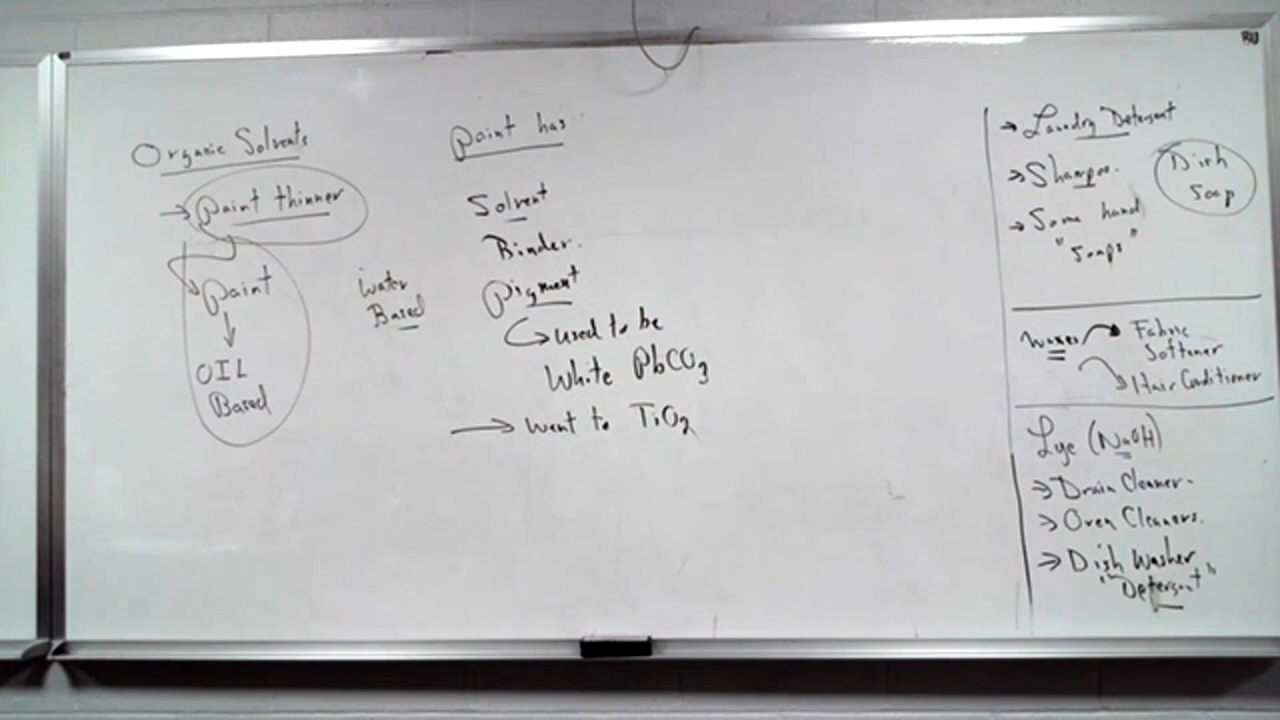 Organic Solvents
→ Paint thinner
Paint
↓
OIL
Based
Water
Based
Paint has
Solvent
Binder.
Pigment
↪ used to be
White PbCO3
→ Went to TiO2
→ Laundry Detergent
→ Shampoo.
→ Some hand
"Soaps"
Dish
Soap
Waxes → Fabric
Softener
→ Hair Conditioner
Lye (NaOH)
→ Drain Cleaner.
→ Oven Cleaners.
→ Dish Washer
"Detergent"